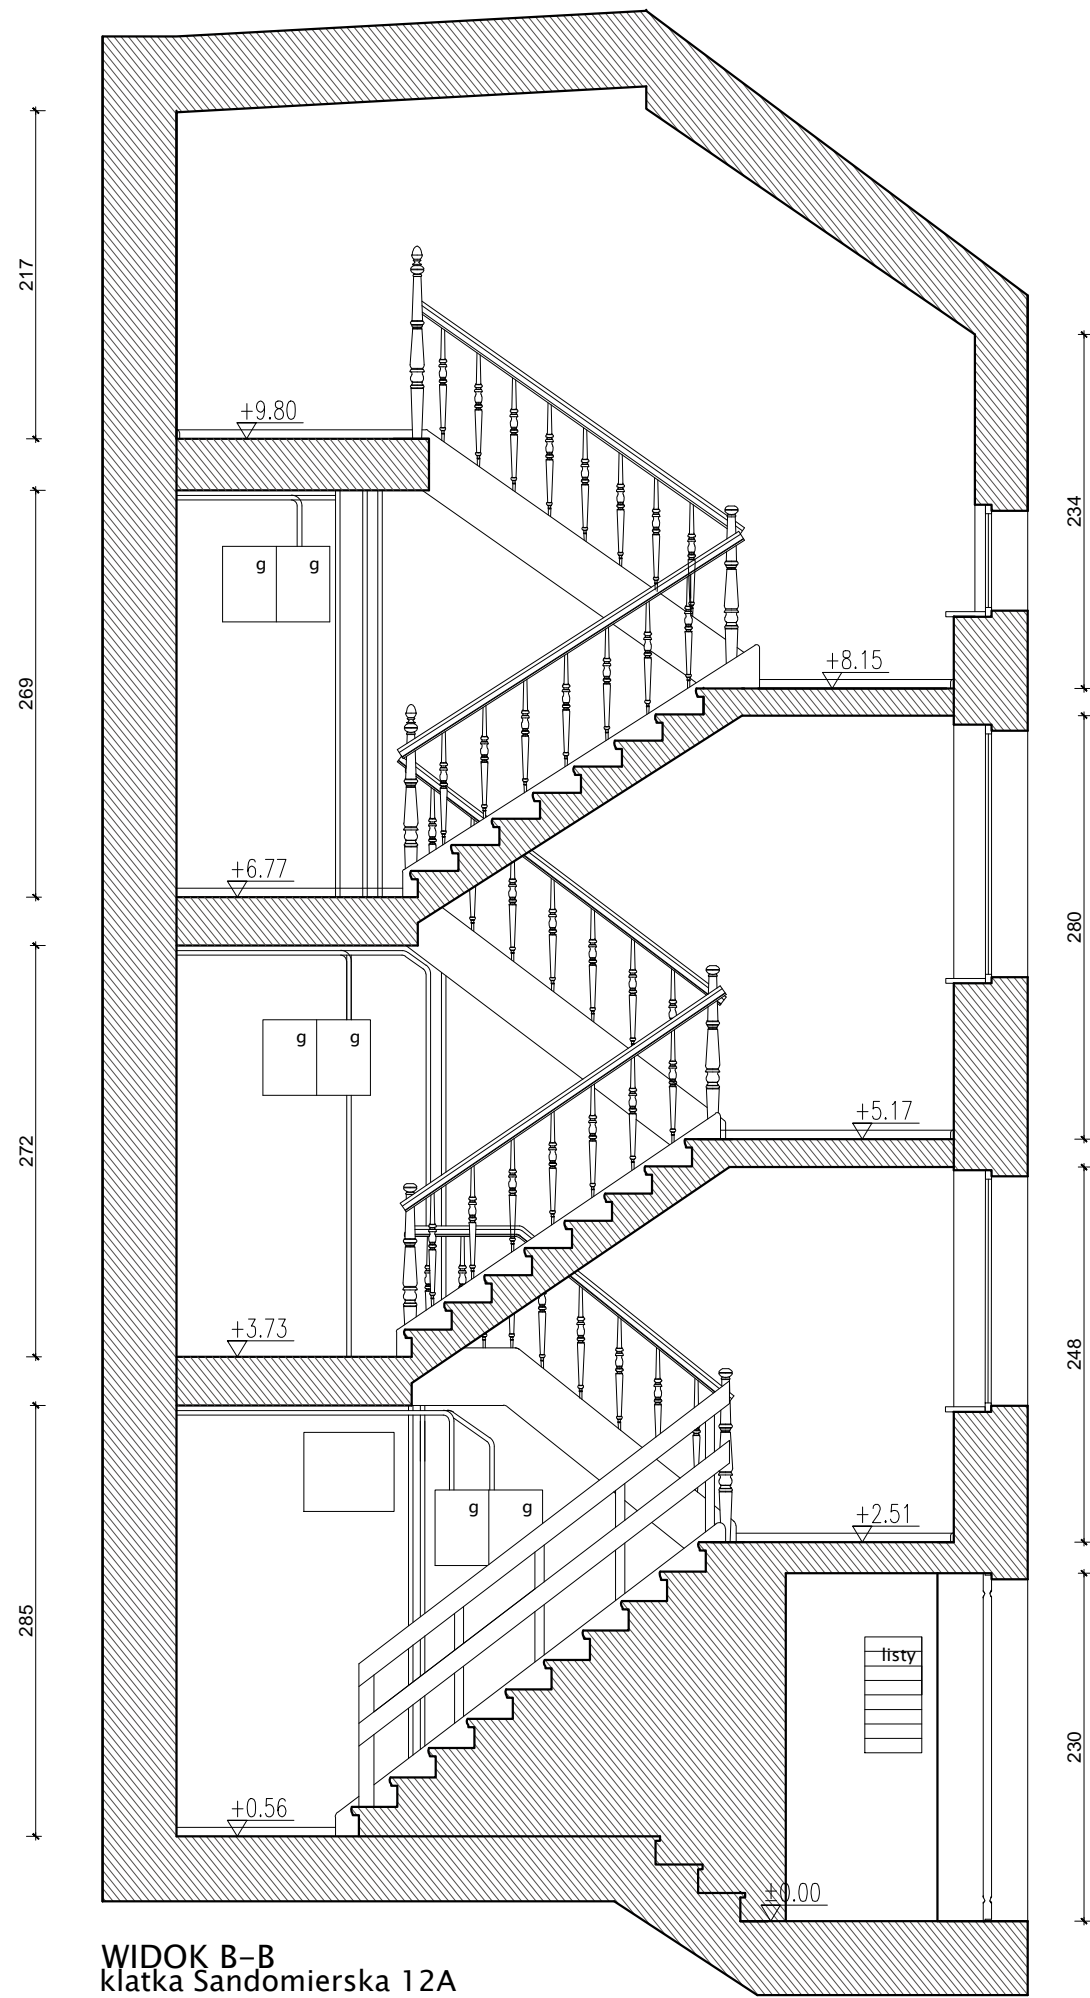 217
+9.80
234
g g
269
+8.15
+6.77
280
g g
272
+5.17
+3.73
248
g g
+2.51
285
listy
230
+0.56
±0.00
WIDOK B-B
klatka Sandomierska 12A